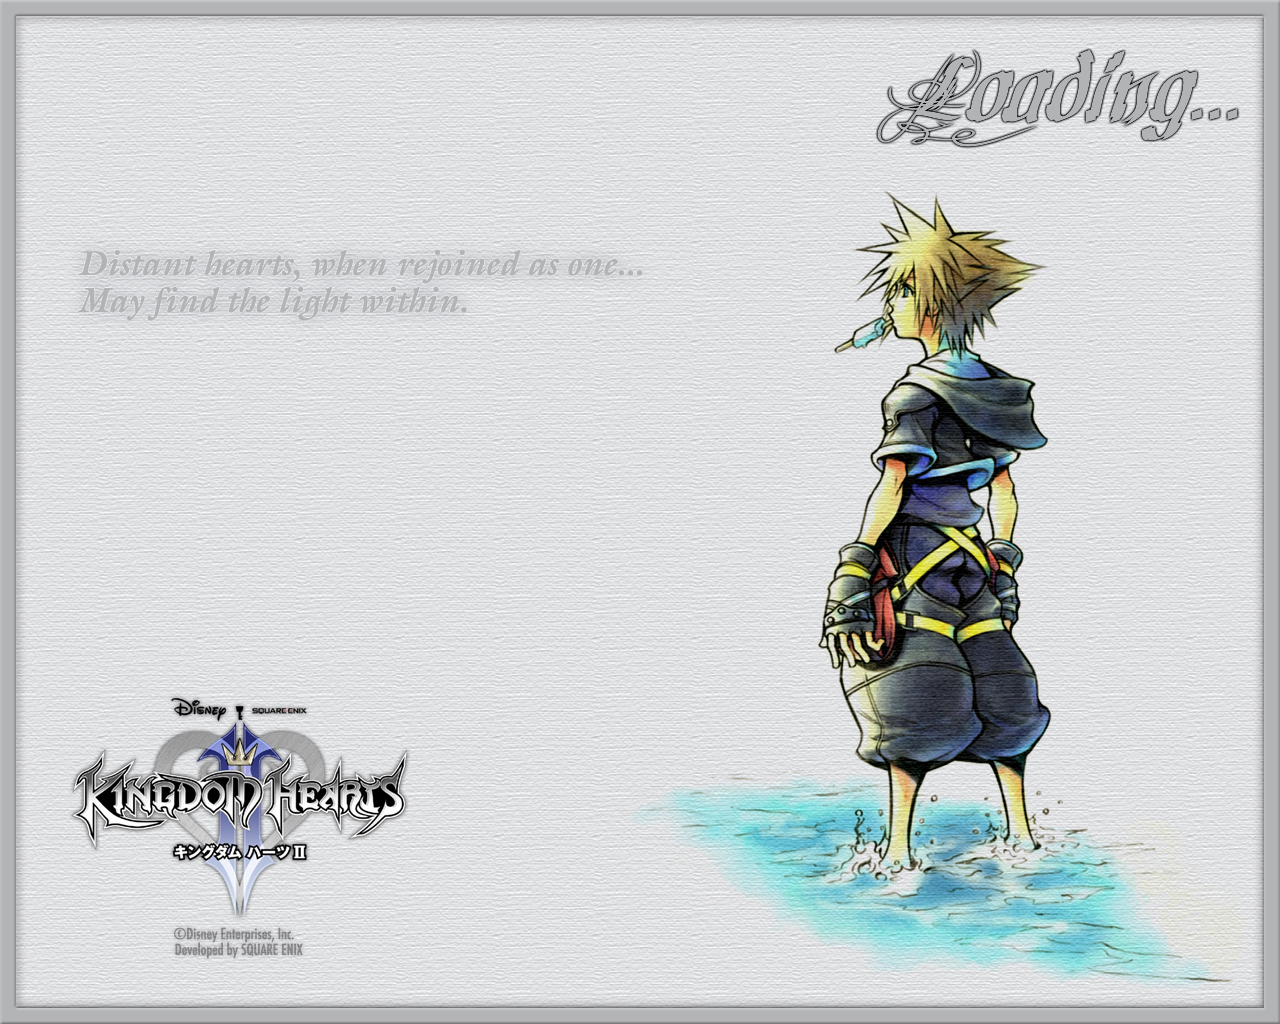 Loading...
Distant hearts, when rejoined as one...
May find the light within.
Disney SQUARE ENIX
KINGDOM HEARTS
II
キングダム ハーツ II
©Disney Enterprises, Inc.
Developed by SQUARE ENIX